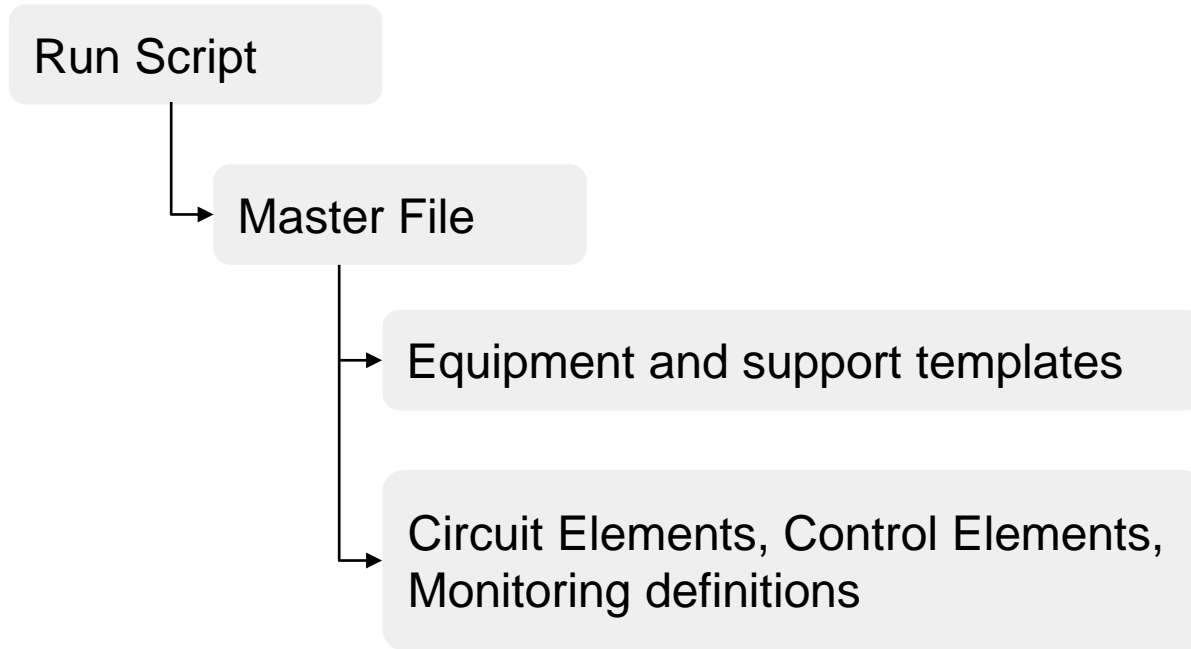 Run Script
Master File
Equipment and support templates
Circuit Elements, Control Elements,
Monitoring definitions